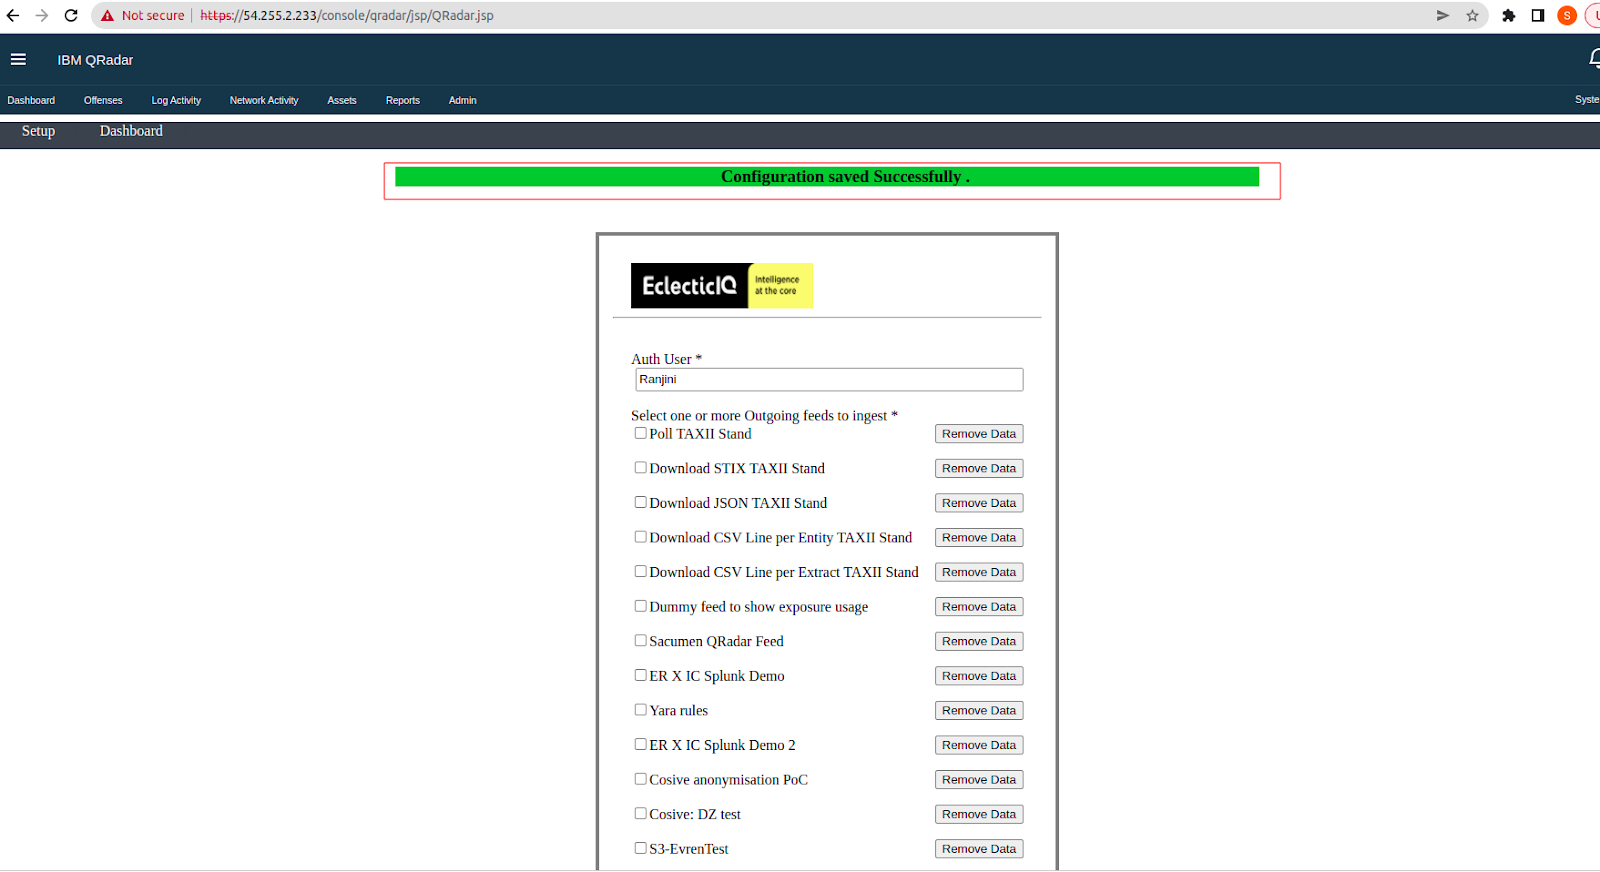 Not secure https://54.255.2.233/console/qradar/jsp/QRadar.jsp S
IBM QRadar
Dashboard Offenses Log Activity Network Activity Assets Reports Admin Syste
Setup Dashboard
Configuration saved Successfully .
EclecticIQ Intelligence
at the core
Auth User *
Ranjini
Select one or more Outgoing feeds to ingest *
Poll TAXII Stand Remove Data
Download STIX TAXII Stand Remove Data
Download JSON TAXII Stand Remove Data
Download CSV Line per Entity TAXII Stand Remove Data
Download CSV Line per Extract TAXII Stand Remove Data
Dummy feed to show exposure usage Remove Data
Sacumen QRadar Feed Remove Data
ER X IC Splunk Demo Remove Data
Yara rules Remove Data
ER X IC Splunk Demo 2 Remove Data
Cosive anonymisation PoC Remove Data
Cosive: DZ test Remove Data
S3-EvrenTest Remove Data